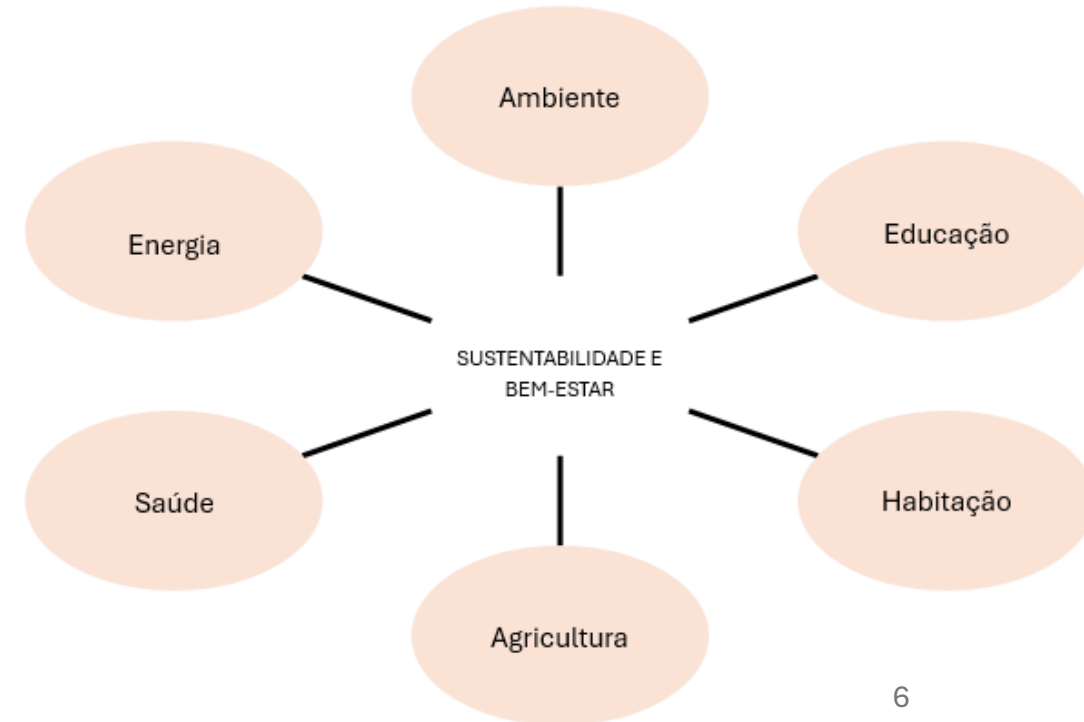 Ambiente
Energia
Educação
SUSTENTABILIDADE E
BEM-ESTAR
Saúde
Habitação
Agricultura
6